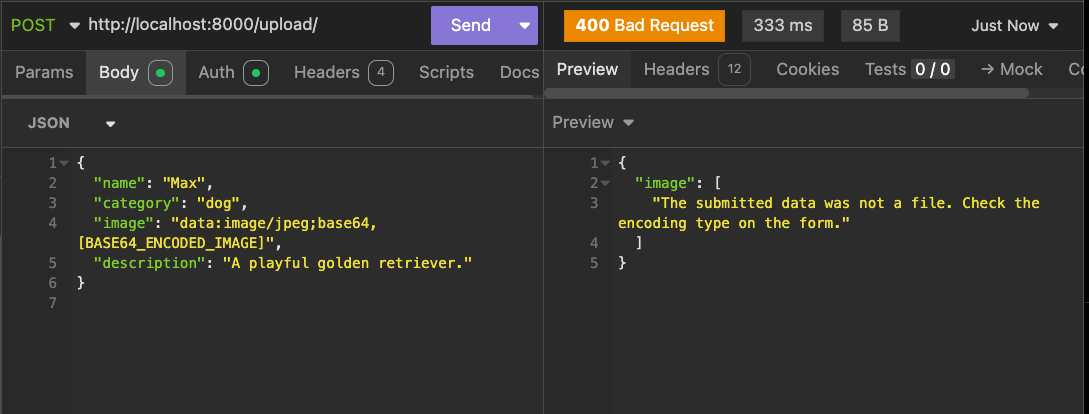 POST http://localhost:8000/upload/ Send
400 Bad Request 333 ms 85 B Just Now
Params Body Auth Headers 4 Scripts Docs
Preview Headers 12 Cookies Tests 0 / 0 → Mock Co
JSON
Preview
1 {
2 "name": "Max",
3 "category": "dog",
4 "image": "data:image/jpeg;base64,
[BASE64_ENCODED_IMAGE]",
5 "description": "A playful golden retriever."
6 }
7
1 {
2 "image": [
3 "The submitted data was not a file. Check the
encoding type on the form."
4 ]
5 }